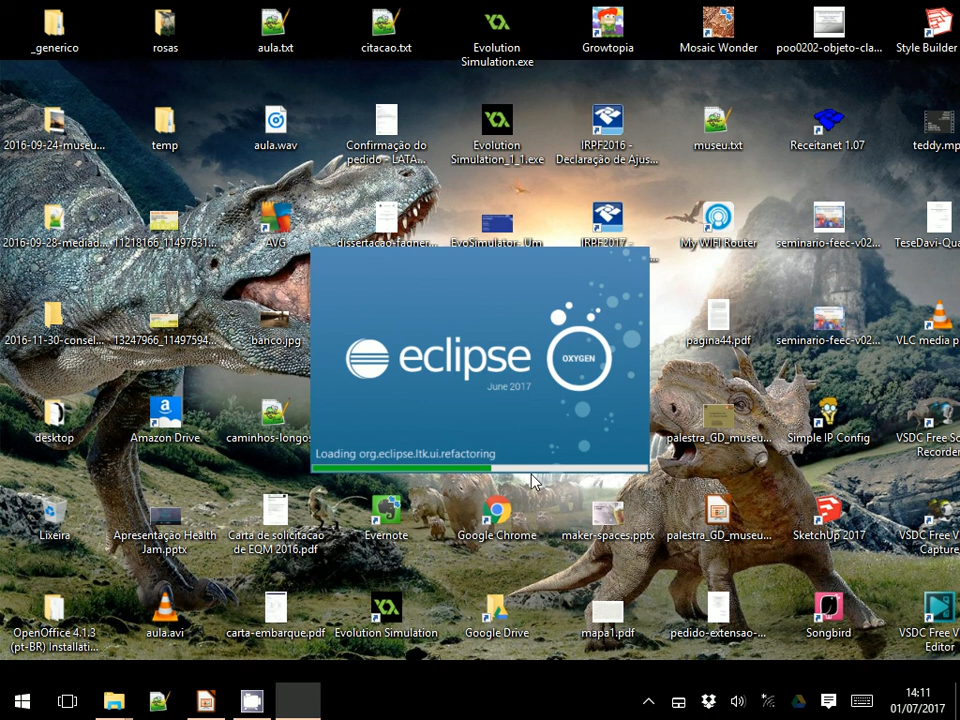 _generico
rosas
aula.txt
citacao.txt
Evolution
Simulation.exe
Growtopia
Mosaic Wonder
poo0202-objeto-cla...
Style Builder
2016-09-24-museu...
temp
aula.wav
Confirmação do
pedido - LATA...
Evolution
Simulation_1_1.exe
IRPF2016 -
Declaração de Ajus...
museu.txt
Receitanet 1.07
teddy.mp
2016-09-28-mediad...
11218166_11497631...
AVG
dissertacao-fagner...
EvoSimulator_Um
IRPF2017 -
My WIFI Router
seminario-feec-v02...
TeseDavi-Qua
2016-11-30-consel...
13247966_11497594...
banco.jpg
eclipse
OXYGEN
June 2017
Loading org.eclipse.ltk.ui.refactoring
pagina44.pdf
seminario-feec-v02...
VLC media p
desktop
Amazon Drive
caminhos-longos
palestra_GD_museu...
Simple IP Config
VSDC Free Sc
Recorder
Lixeira
Apresentação Health
Jam.pptx
Carta de solicitacao
de EQM 2016.pdf
Evernote
Google Chrome
maker-spaces.pptx
palestra_GD_museu...
SketchUp 2017
VSDC Free V
Capture
OpenOffice 4.1.3
(pt-BR) Installati...
aula.avi
carta-embarque.pdf
Evolution Simulation
Google Drive
mapa1.pdf
pedido-extensao-...
Songbird
VSDC Free V
Editor
14:11
01/07/2017